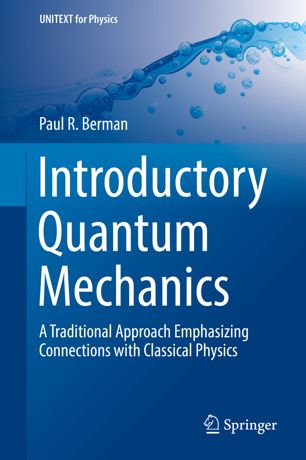 UNITEXT for Physics
Paul R. Berman
Introductory
Quantum
Mechanics
A Traditional Approach Emphasizing
Connections with Classical Physics
Springer